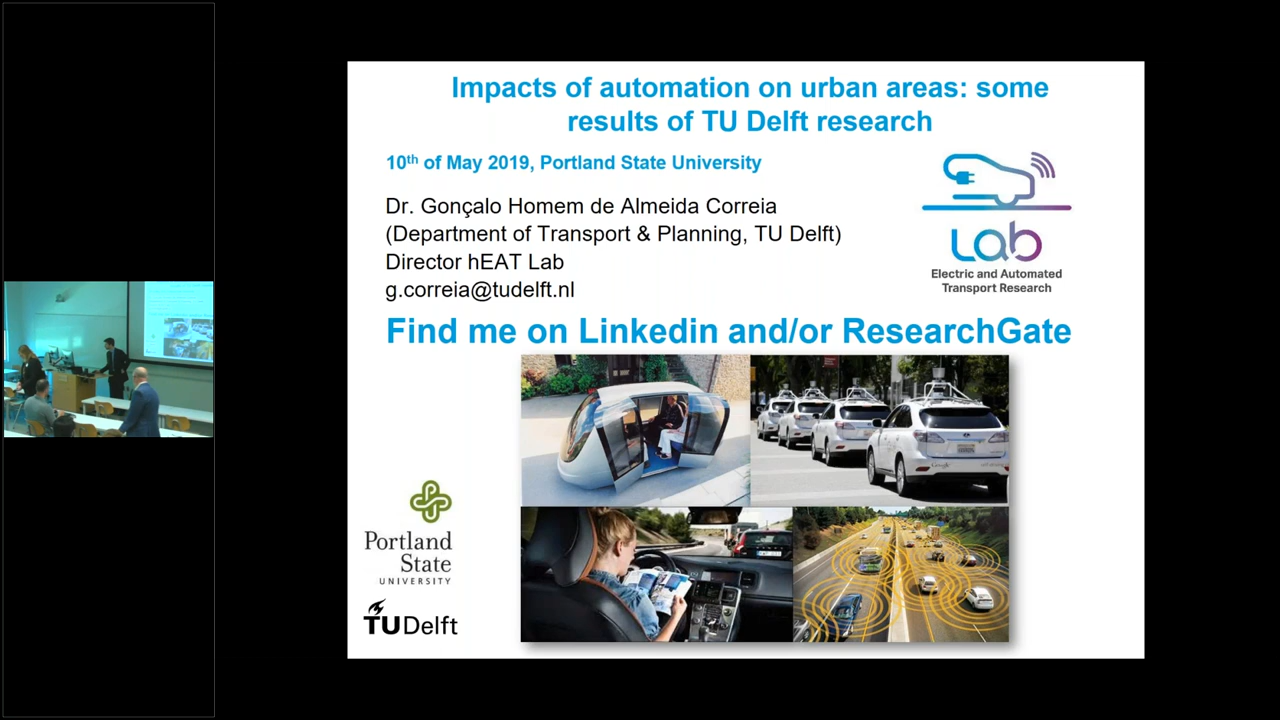 Impacts of automation on urban areas: some
results of TU Delft research
10th of May 2019, Portland State University
Dr. Gonçalo Homem de Almeida Correia
(Department of Transport & Planning, TU Delft)
Director hEAT Lab
g.correia@tudelft.nl
Lab
Electric and Automated
Transport Research
Find me on Linkedin and/or ResearchGate
Google
Portland
State
UNIVERSITY
TUDelft